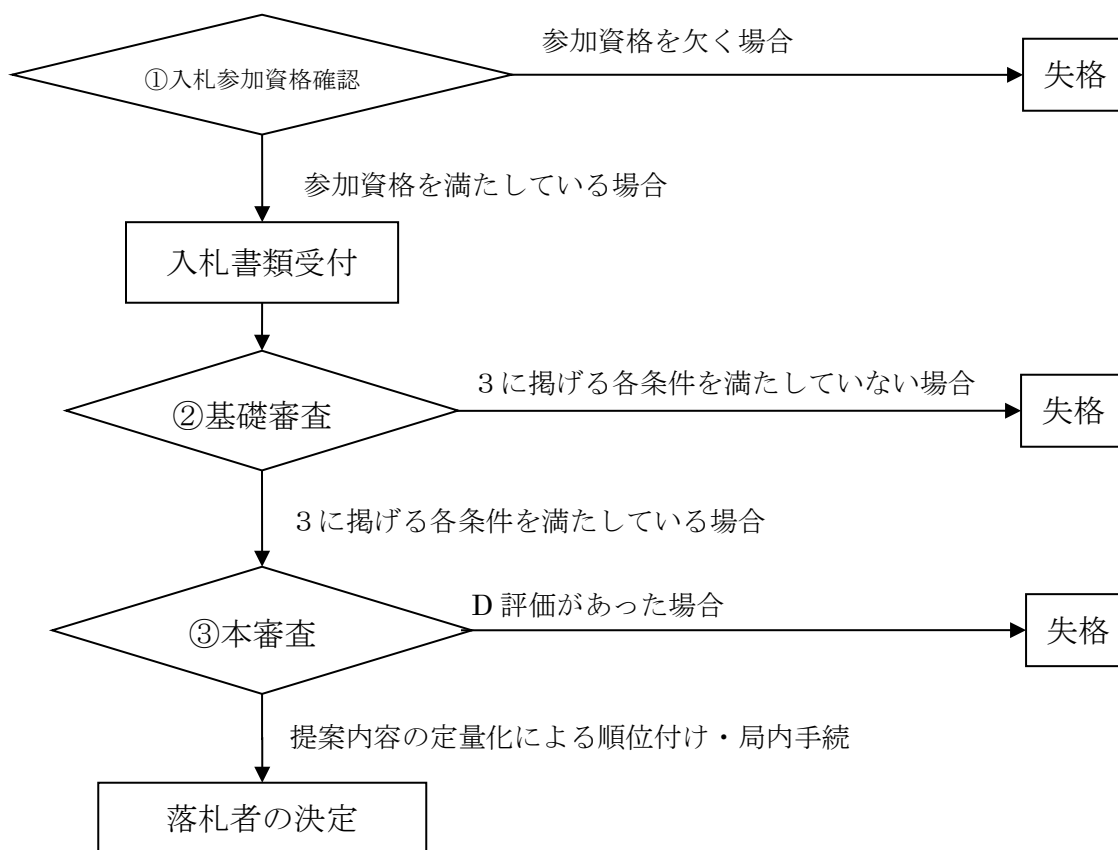 参加資格を欠く場合
①入札参加資格確認
失格
参加資格を満たしている場合
入札書類受付
３に掲げる各条件を満たしていない場合
②基礎審査
失格
３に掲げる各条件を満たしている場合
D 評価があった場合
③本審査
失格
提案内容の定量化による順位付け・局内手続
落札者の決定